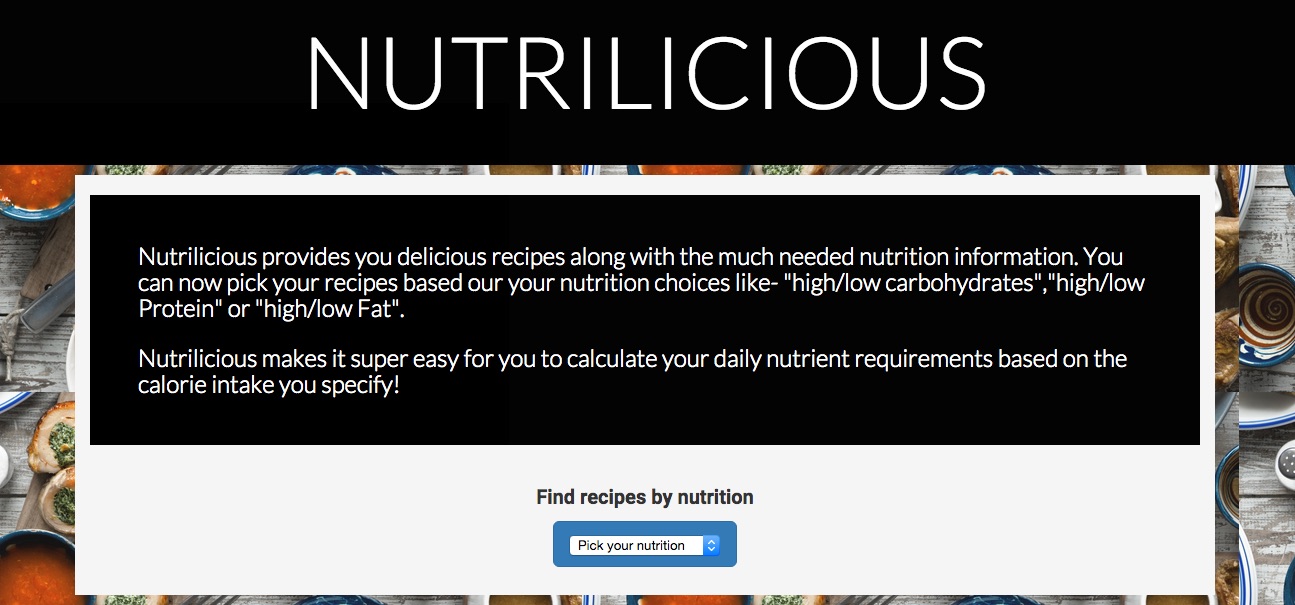 NUTRILICIOUS
Nutrilicious provides you delicious recipes along with the much needed nutrition information. You
can now pick your recipes based our your nutrition choices like- "high/low carbohydrates","high/low
Protein" or "high/low Fat".
Nutrilicious makes it super easy for you to calculate your daily nutrient requirements based on the
calorie intake you specify!
Find recipes by nutrition
Pick your nutrition